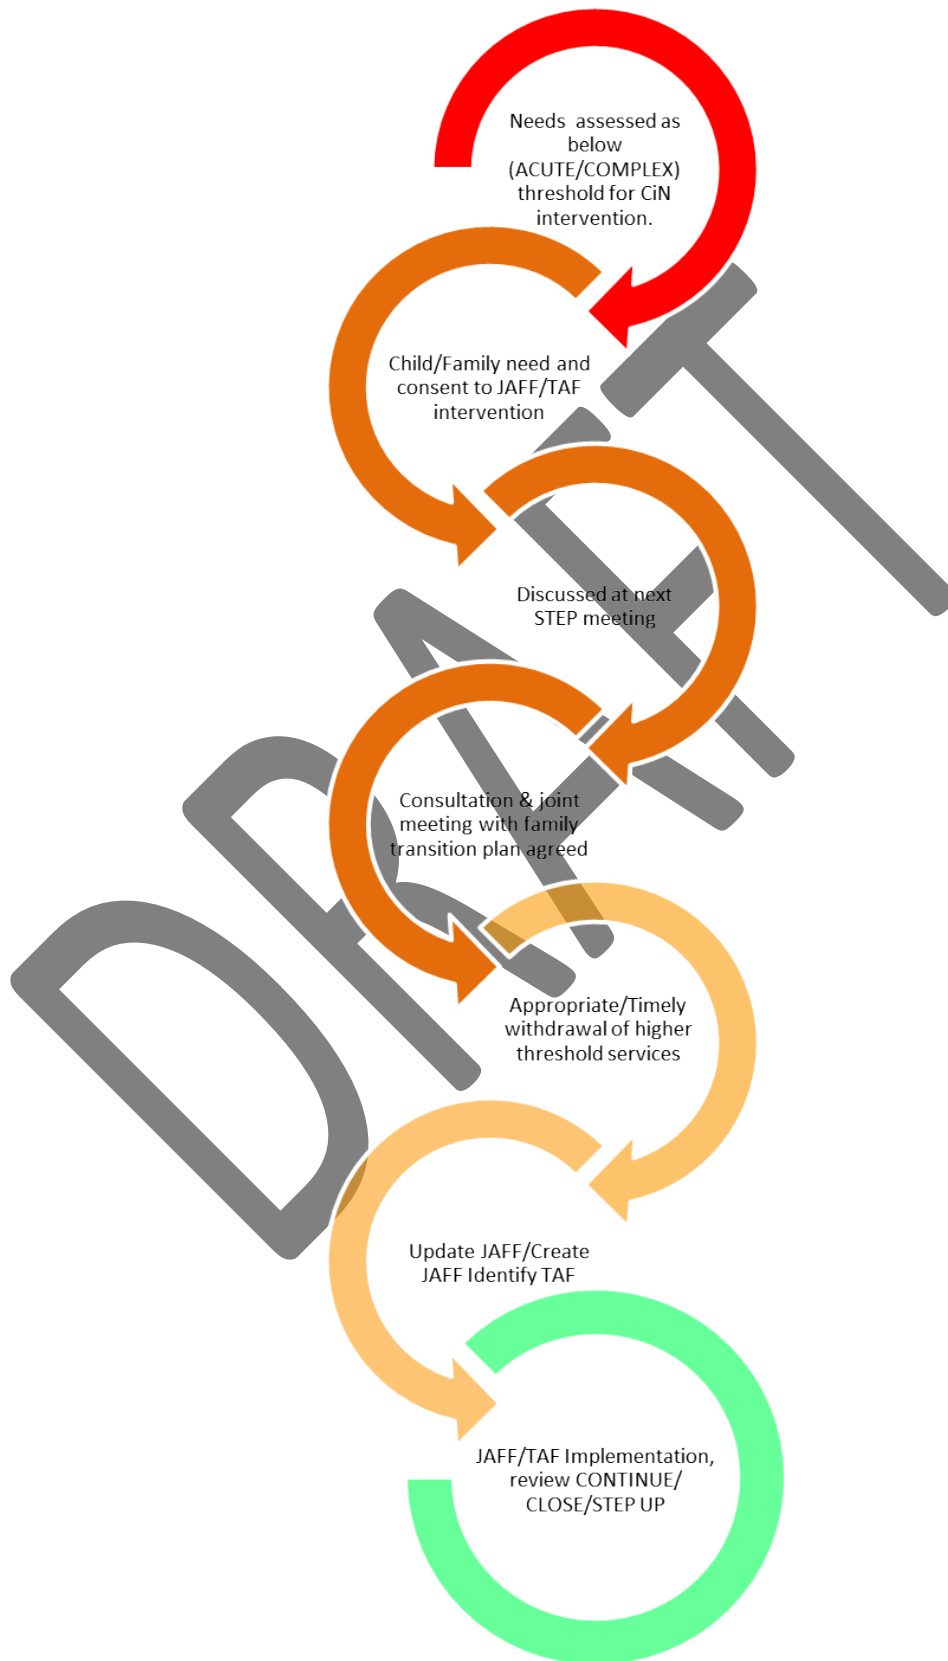 Needs assessed as
below
(ACUTE/COMPLEX)
threshold for CiN
intervention.
Child/Family need and
consent to JAFF/TAF
intervention
Discussed at next
STEP meeting
Consultation & joint
meeting with family
transition plan agreed
Appropriate/Timely
withdrawal of higher
threshold services
Update JAFF/Create
JAFF Identify TAF
JAFF/TAF Implementation,
review CONTINUE/
CLOSE/STEP UP
DRAFT